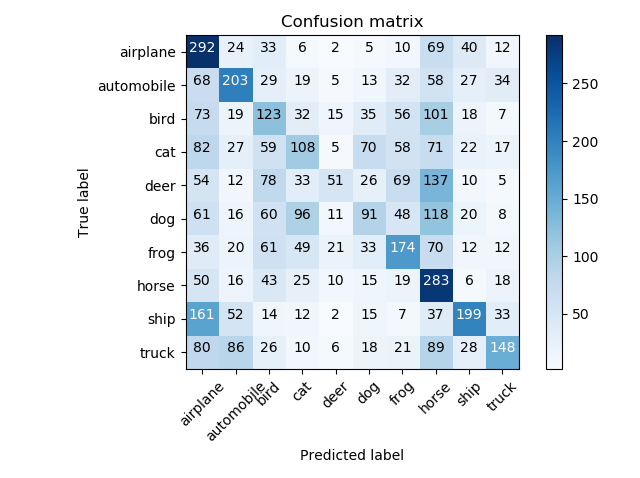 Confusion matrix
airplane 292 24 33 6 2 5 10 69 40 12
automobile 68 203 29 19 5 13 32 58 27 34
bird 73 19 123 32 15 35 56 101 18 7
cat 82 27 59 108 5 70 58 71 22 17
deer 54 12 78 33 51 26 69 137 10 5
dog 61 16 60 96 11 91 48 118 20 8
frog 36 20 61 49 21 33 174 70 12 12
horse 50 16 43 25 10 15 19 283 6 18
ship 161 52 14 12 2 15 7 37 199 33
truck 80 86 26 10 6 18 21 89 28 148
airplane automobile bird cat deer dog frog horse ship truck
Predicted label
True label
250
200
150
100
50